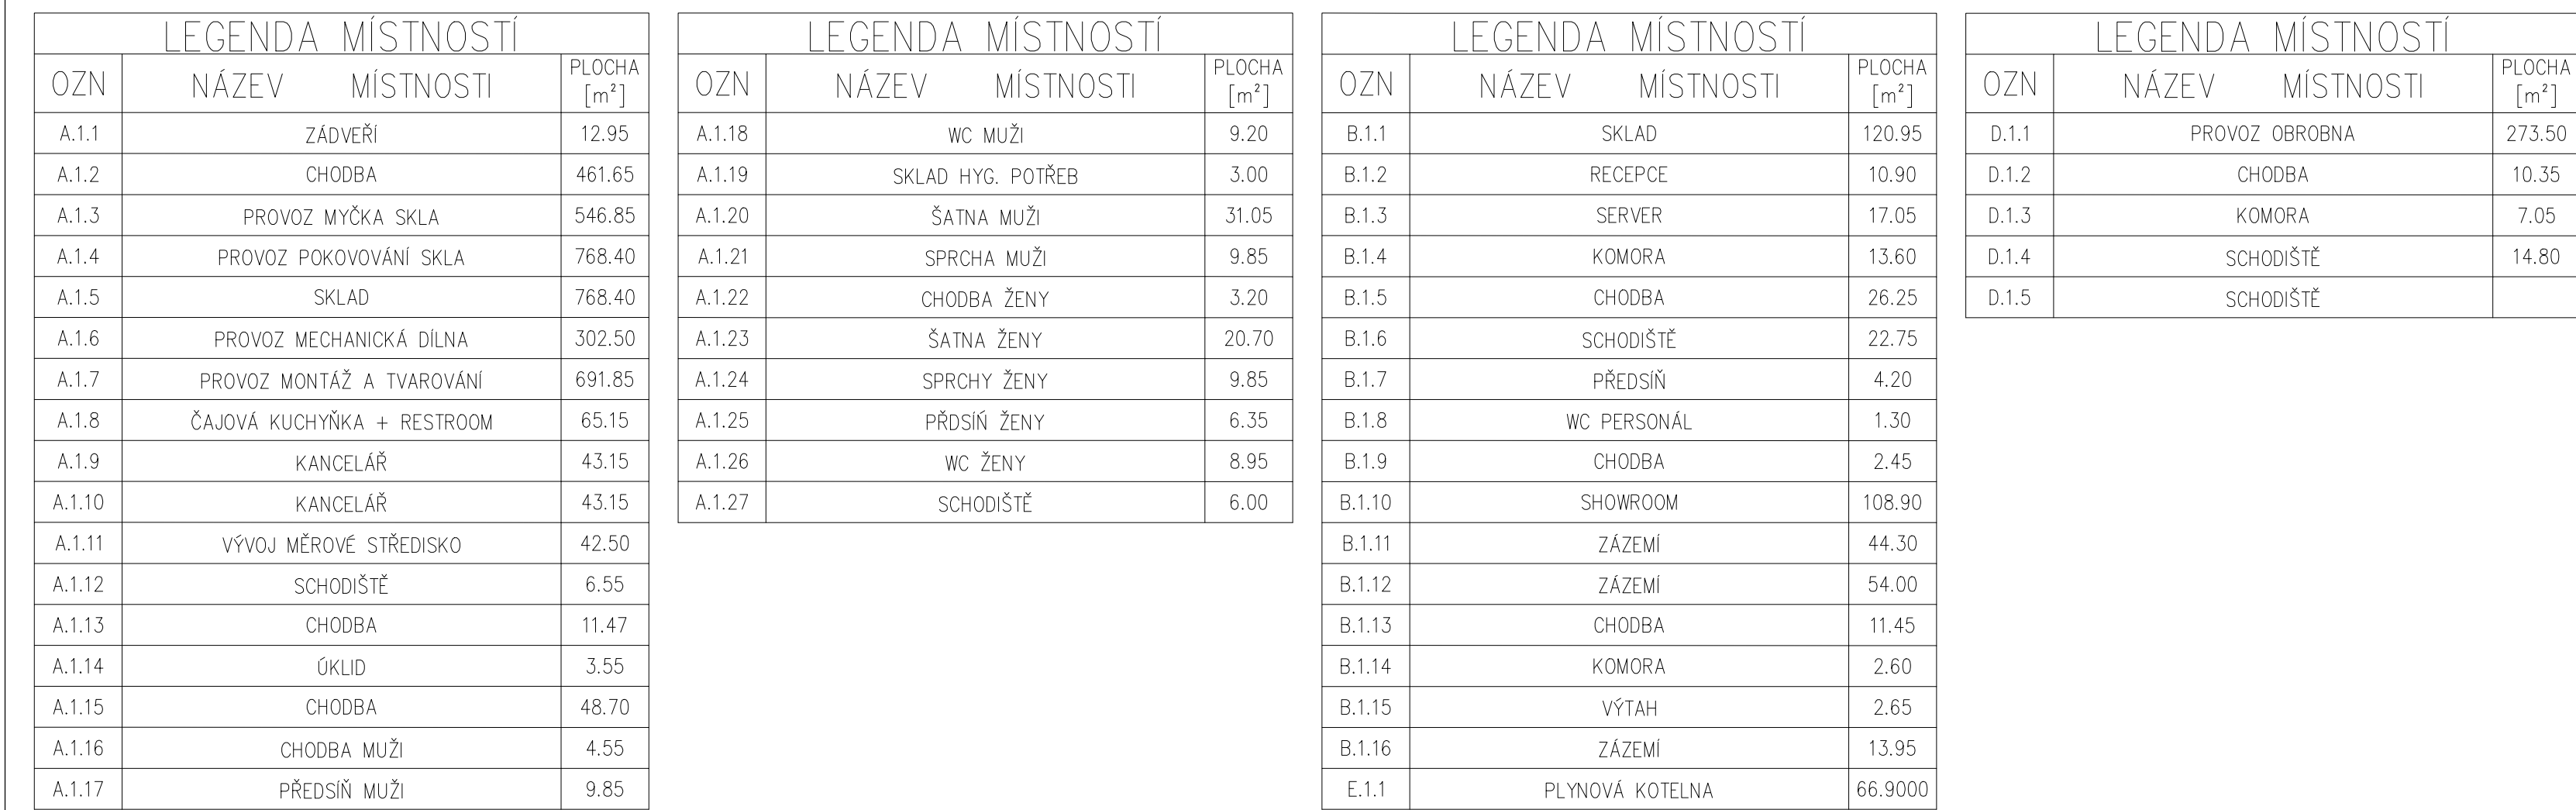 LEGENDA MÍSTNOSTÍ
OZN NÁZEV MÍSTNOSTI PLOCHA [m²]
A.1.1 ZÁDVEŘÍ 12.95
A.1.2 CHODBA 461.65
A.1.3 PROVOZ MYČKA SKLA 546.85
A.1.4 PROVOZ POKOVOVÁNÍ SKLA 768.40
A.1.5 SKLAD 768.40
A.1.6 PROVOZ MECHANICKÁ DÍLNA 302.50
A.1.7 PROVOZ MONTÁŽ A TVAROVÁNÍ 691.85
A.1.8 ČAJOVÁ KUCHYŇKA + RESTROOM 65.15
A.1.9 KANCELÁŘ 43.15
A.1.10 KANCELÁŘ 43.15
A.1.11 VÝVOJ MĚROVÉ STŘEDISKO 42.50
A.1.12 SCHODIŠTĚ 6.55
A.1.13 CHODBA 11.47
A.1.14 ÚKLID 3.55
A.1.15 CHODBA 48.70
A.1.16 CHODBA MUŽI 4.55
A.1.17 PŘEDSÍŇ MUŽI 9.85
LEGENDA MÍSTNOSTÍ
OZN NÁZEV MÍSTNOSTI PLOCHA [m²]
A.1.18 WC MUŽI 9.20
A.1.19 SKLAD HYG. POTŘEB 3.00
A.1.20 ŠATNA MUŽI 31.05
A.1.21 SPRCHA MUŽI 9.85
A.1.22 CHODBA ŽENY 3.20
A.1.23 ŠATNA ŽENY 20.70
A.1.24 SPRCHY ŽENY 9.85
A.1.25 PŘDSÍŃ ŽENY 6.35
A.1.26 WC ŽENY 8.95
A.1.27 SCHODIŠTĚ 6.00
LEGENDA MÍSTNOSTÍ
OZN NÁZEV MÍSTNOSTI PLOCHA [m²]
B.1.1 SKLAD 120.95
B.1.2 RECEPCE 10.90
B.1.3 SERVER 17.05
B.1.4 KOMORA 13.60
B.1.5 CHODBA 26.25
B.1.6 SCHODIŠTĚ 22.75
B.1.7 PŘEDSÍŇ 4.20
B.1.8 WC PERSONÁL 1.30
B.1.9 CHODBA 2.45
B.1.10 SHOWROOM 108.90
B.1.11 ZÁZEMÍ 44.30
B.1.12 ZÁZEMÍ 54.00
B.1.13 CHODBA 11.45
B.1.14 KOMORA 2.60
B.1.15 VÝTAH 2.65
B.1.16 ZÁZEMÍ 13.95
E.1.1 PLYNOVÁ KOTELNA 66.9000
LEGENDA MÍSTNOSTÍ
OZN NÁZEV MÍSTNOSTI PLOCHA [m²]
D.1.1 PROVOZ OBROBNA 273.50
D.1.2 CHODBA 10.35
D.1.3 KOMORA 7.05
D.1.4 SCHODIŠTĚ 14.80
D.1.5 SCHODIŠTĚ